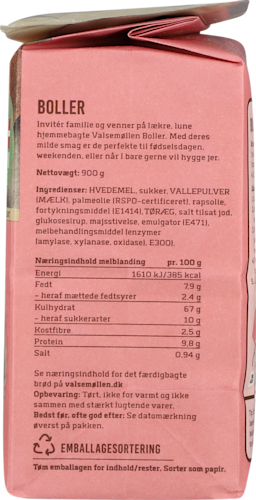 BOLLER
Invitér familie og venner på lækre, lune
hjemmebagte Valsemøllen Boller. Med deres
milde smag er de perfekte til fødselsdagen,
weekenden, eller når I bare gerne vil hygge jer.
Nettovægt: 900 g
Ingredienser: HVEDEMEL, sukker, VALLEPULVER
(MÆLK), palmeolie (RSPO-certificeret), rapsolie,
fortykningsmiddel (E1414), TØRÆG, salt tilsat jod,
glukosesirup, majsstivelse, emulgator (E471),
melbehandlingsmiddel (enzymer
(amylase, xylanase, oxidase), E300).
Næringsindhold melblanding pr. 100 g
Energi 1610 kJ/385 kcal
Fedt 7,9 g
- heraf mættede fedtsyrer 2,4 g
Kulhydrat 67 g
- heraf sukkerarter 10 g
Kostfibre 2,5 g
Protein 9,8 g
Salt 0,94 g
Se næringsindhold for det færdigbagte
brød på valsemøllen.dk
Opbevaring: Tørt, ikke for varmt og ikke
sammen med stærkt lugtende varer.
Bedst før, ofte god efter: Se datomærkning
øverst på pakken.
EMBALLAGESORTERING
Tøm emballagen for indhold/rester. Sorter som papir.